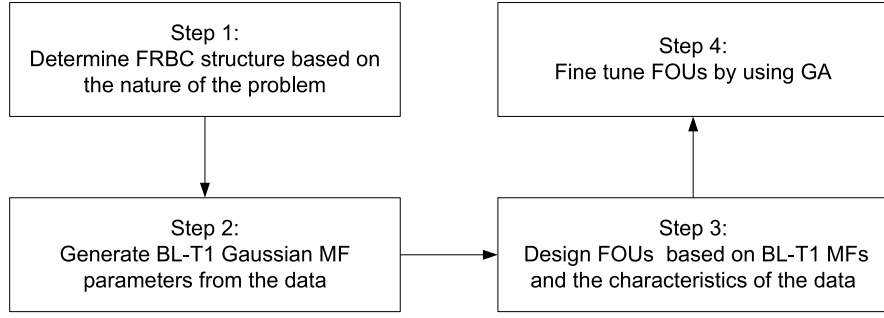 Step 1:
Determine FRBC structure based on
the nature of the problem
Step 2:
Generate BL-T1 Gaussian MF
parameters from the data
Step 3:
Design FOUs based on BL-T1 MFs
and the characteristics of the data
Step 4:
Fine tune FOUs by using GA